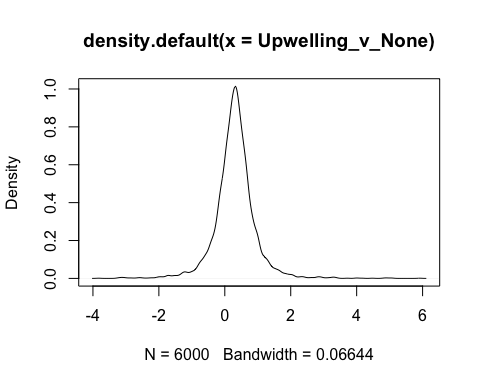 density.default(x = Upwelling_v_None)
Density
1.0
0.8
0.6
0.4
0.2
0.0
-4 -2 0 2 4 6
N = 6000 Bandwidth = 0.06644